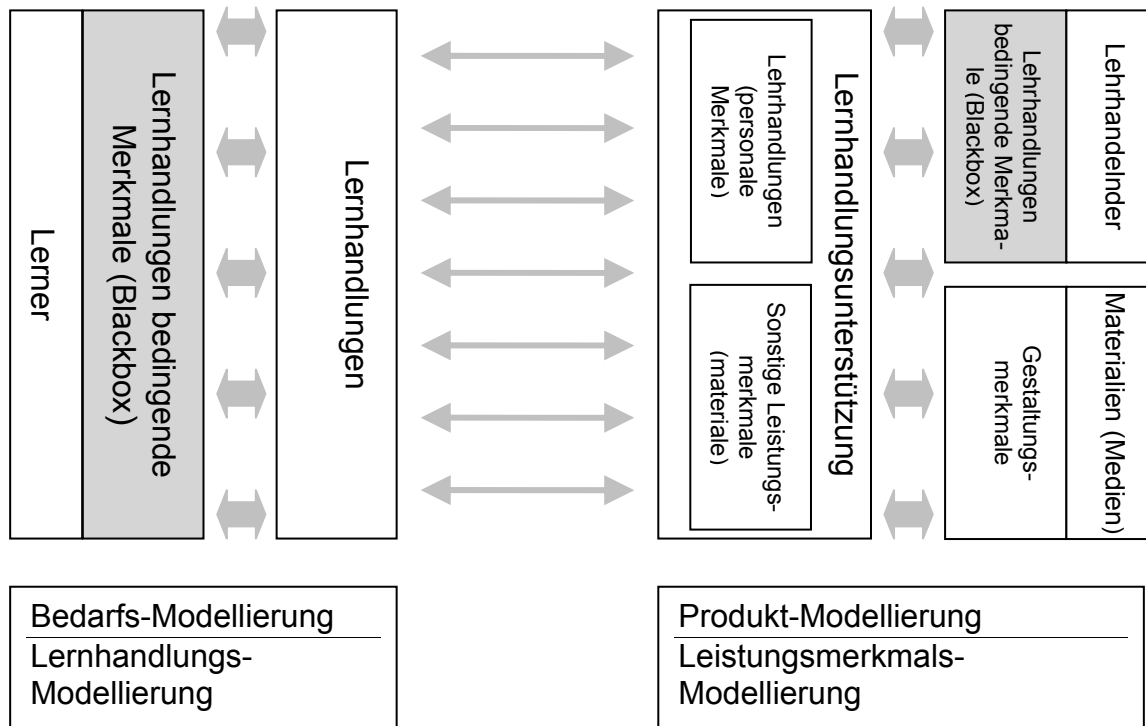 Lerner
Lernhandlungen bedingende
Merkmale (Blackbox)
Lernhandlungen
Lernhandlungsunterstützung
Lehrhandlungen
(personale
Merkmale)
Sonstige Leistungs-
merkmale
(materiale)
Lehrhandelnder
Lehrhandlungen
bedingende Merkma-
le (Blackbox)
Materialien (Medien)
Gestaltungs-
merkmale
Bedarfs-Modellierung
Lernhandlungs-
Modellierung
Produkt-Modellierung
Leistungsmerkmals-
Modellierung